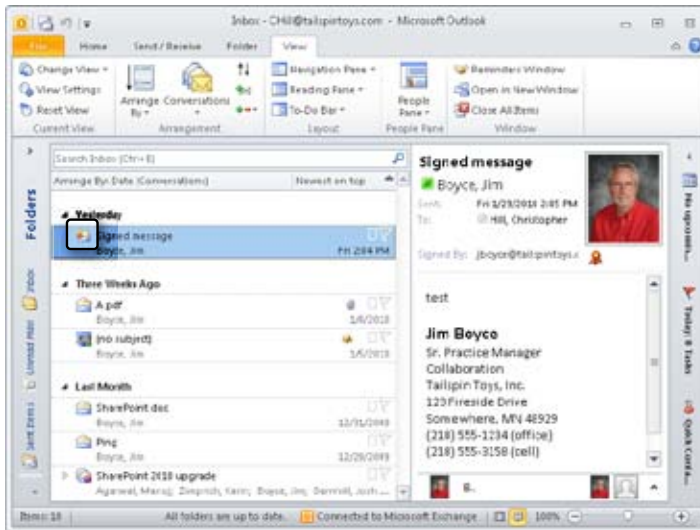 Inbox - CHill@tailspintoys.com - Microsoft Outlook
File Home Send / Receive Folder View
Change View
View Settings
Reset View
Current View
Arrange By
Conversations
Arrangement
Navigation Pane
Reading Pane
To-Do Bar
Layout
People Pane
People Pane
Reminders Window
Open in New Window
Close All Items
Window
Folders
Inbox
Unread Mail
Sent Items
Search Inbox (Ctrl+E)
Arrange By: Date (Conversations) Newest on top
Yesterday
Signed message
Boyce, Jim Fri 2:04 PM
Three Weeks Ago
A.pdf
Boyce, Jim 1/6/2010
(no subject)
Boyce, Jim 1/6/2010
Last Month
SharePoint doc
Boyce, Jim 12/31/2009
Ping
Boyce, Jim 12/29/2009
SharePoint 2010 upgrade
Agarwal, Manoj; Boyce, Jim;
Signed message
Boyce, Jim
Sent: Fri 1/29/2010 2:05 PM
To: Hill, Christopher
Signed By: jboyce@tailspintoys.c
test
Jim Boyce
Sr. Practice Manager
Collaboration
Tailspin Toys, Inc.
123 Fireside Drive
Somewhere, MN 48929
(218) 555-1234 (office)
(218) 555-3158 (cell)
No upcomin...
Today: 8 Tasks
Quick Conta...
Items: 18 All folders are up to date. Connected to Microsoft Exchange 100%